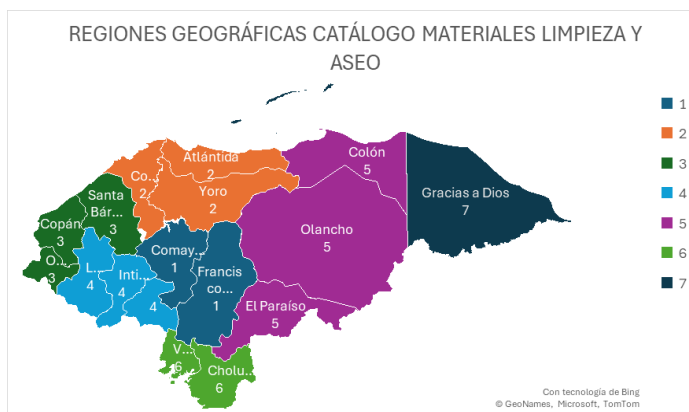 REGIONES GEOGRÁFICAS CATÁLOGO MATERIALES LIMPIEZA Y
ASEO
1
2
3
4
5
6
7
Atlántida
2
Co...
2
Yoro
2
Colón
5
Gracias a Dios
7
Santa
Bár...
3
Copán
3
O...
3
Olancho
5
Comay...
1
Francis
co ...
1
L...
4
Inti...
4
4
El Paraíso
5
V...
6
Cholu...
6
Con tecnología de Bing
© GeoNames, Microsoft, TomTom